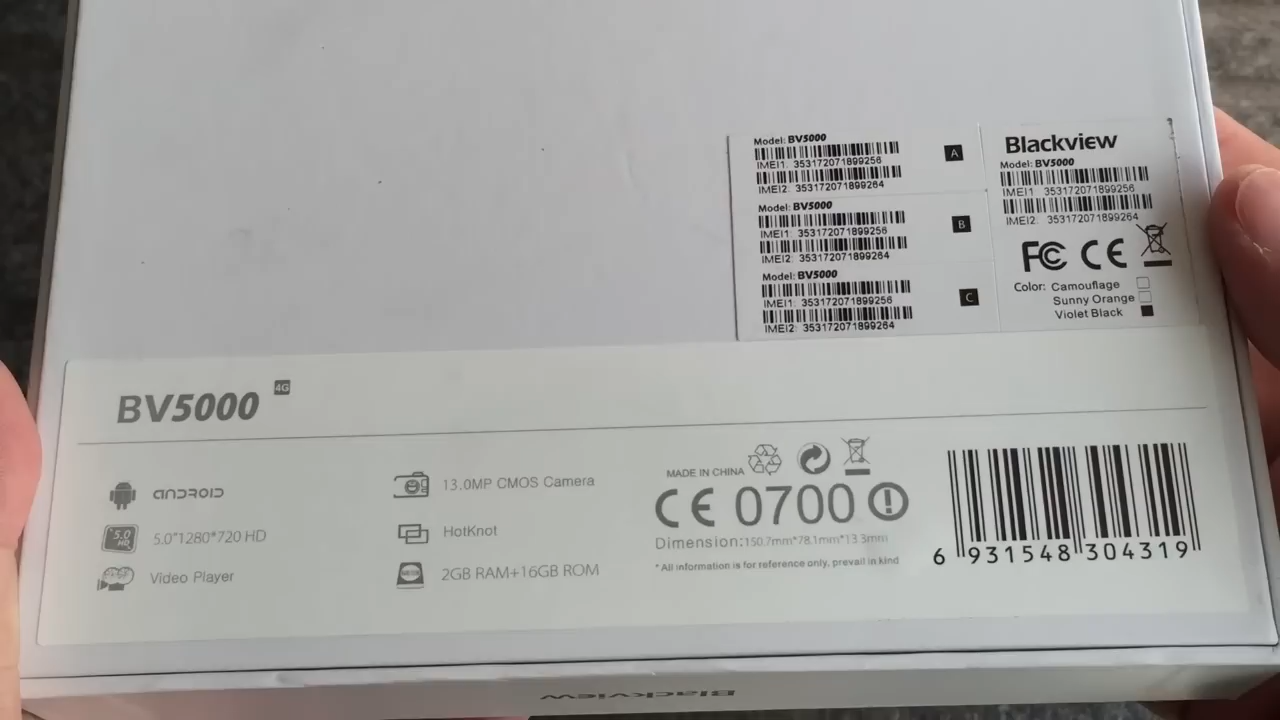 Model: BV5000
IMEI1: 353172071899256
IMEI2: 353172071899264
A
Model: BV5000
IMEI1: 353172071899256
IMEI2: 353172071899264
B
Model: BV5000
IMEI1: 353172071899256
IMEI2: 353172071899264
C
Blackview
Model: BV5000
IMEI1 353172071899256
IMEI2: 353172071899264
FC CE
Color: Camouflage
Sunny Orange
Violet Black
BV5000 4G
ANDROID
5.0 HD
5.0"1280*720 HD
Video Player
13.0MP CMOS Camera
HotKnot
2GB RAM+16GB ROM
MADE IN CHINA
CE 0700
Dimension:150.7mm*78.1mm*13.3mm
*All information is for reference only, prevail in kind
6 931548 304319
Blackview